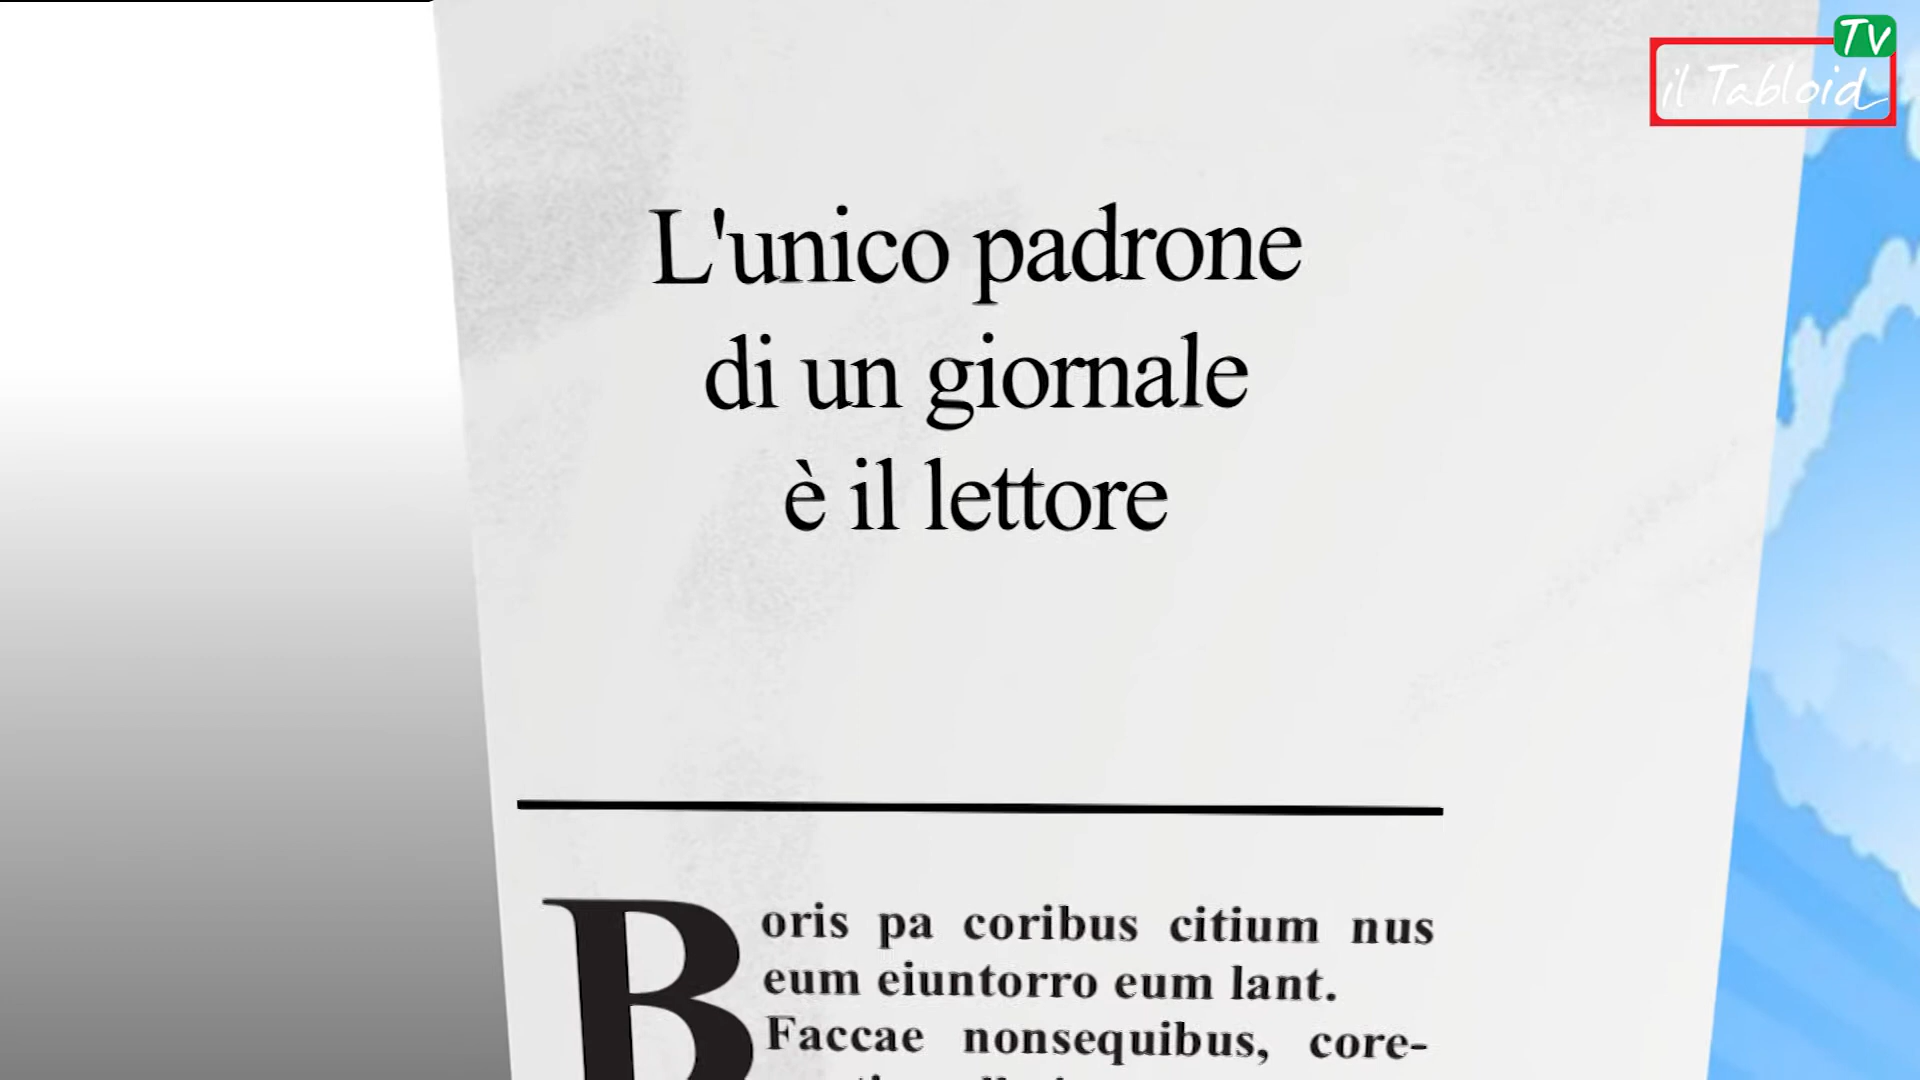 TV
il Tabloid
L'unico padrone
di un giornale
è il lettore
Boris pa coribus citium nus
eum eiuntorro eum lant.
Faccae nonsequibus, core-